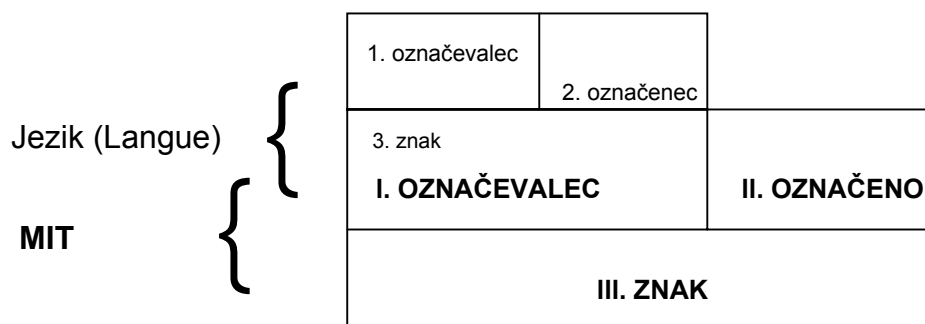 1. označevalec
2. označenec
Jezik (Langue)
3. znak
I. OZNAČEVALEC
II. OZNAČENO
MIT
III. ZNAK